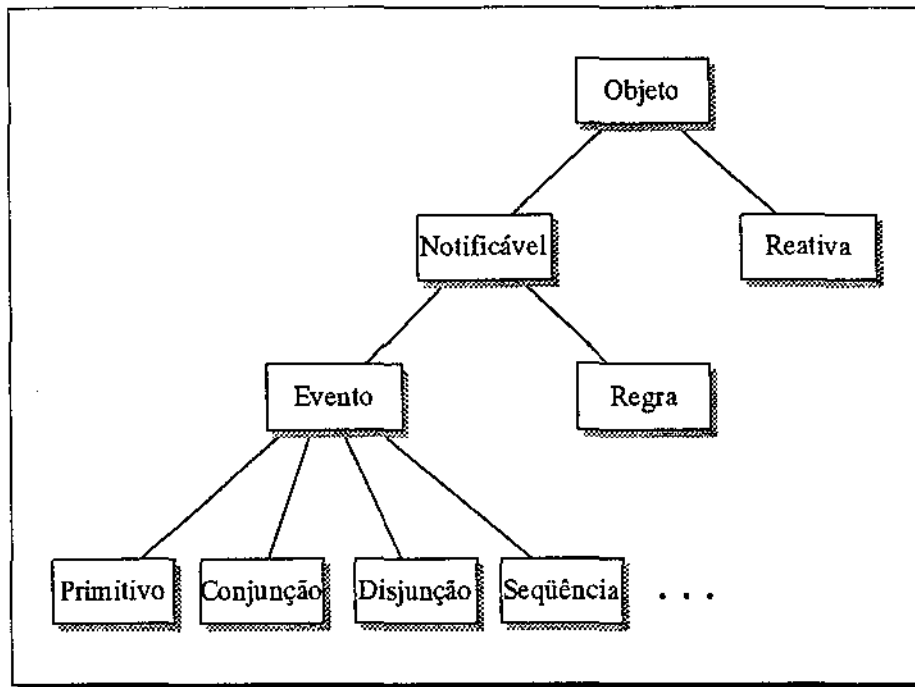 Objeto
Notificável
Reativa
Evento
Regra
Primitivo
Conjunção
Disjunção
Seqüência
. . .